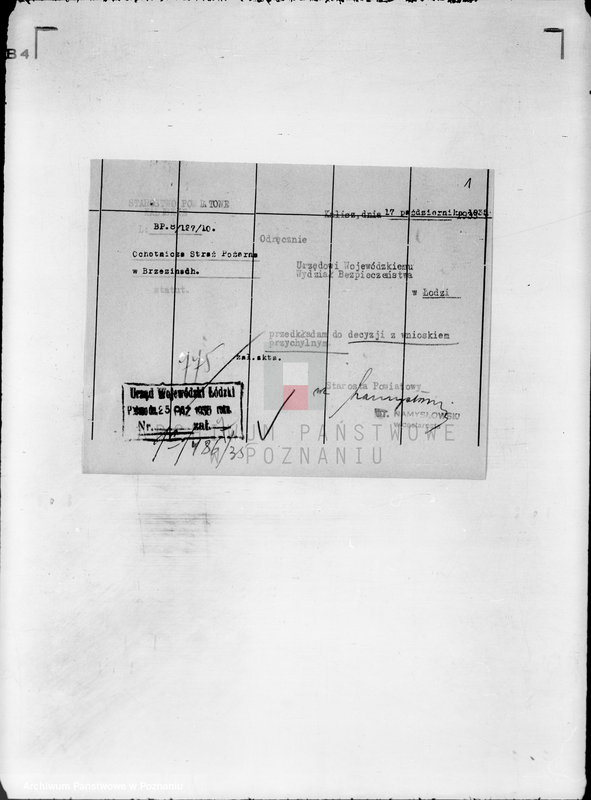 B4
1
STAROSTWO POWIATOWE
Kalisz, dnia 17 październik 1935
BP.8/127/10.
Odręcznie
Ochotnicza Straż Pożarna
w Brzezinach.
Urzędowi Wojewódzkiemu
Wydział Bezpieczeństwa
statut.
w Łodzi
przedkładam do decyzji z wnioskiem
przychylnym
zał.akta.
Starosta Powiatowy
Urząd Wojewódzki Łódzki
25 PAŹ 1935
Nr. zał.
NAMYSŁOWSKI
Wicestarosta
ARCHIWUM PAŃSTWOWE
W POZNANIU
Archiwum Państwowe w Poznaniu